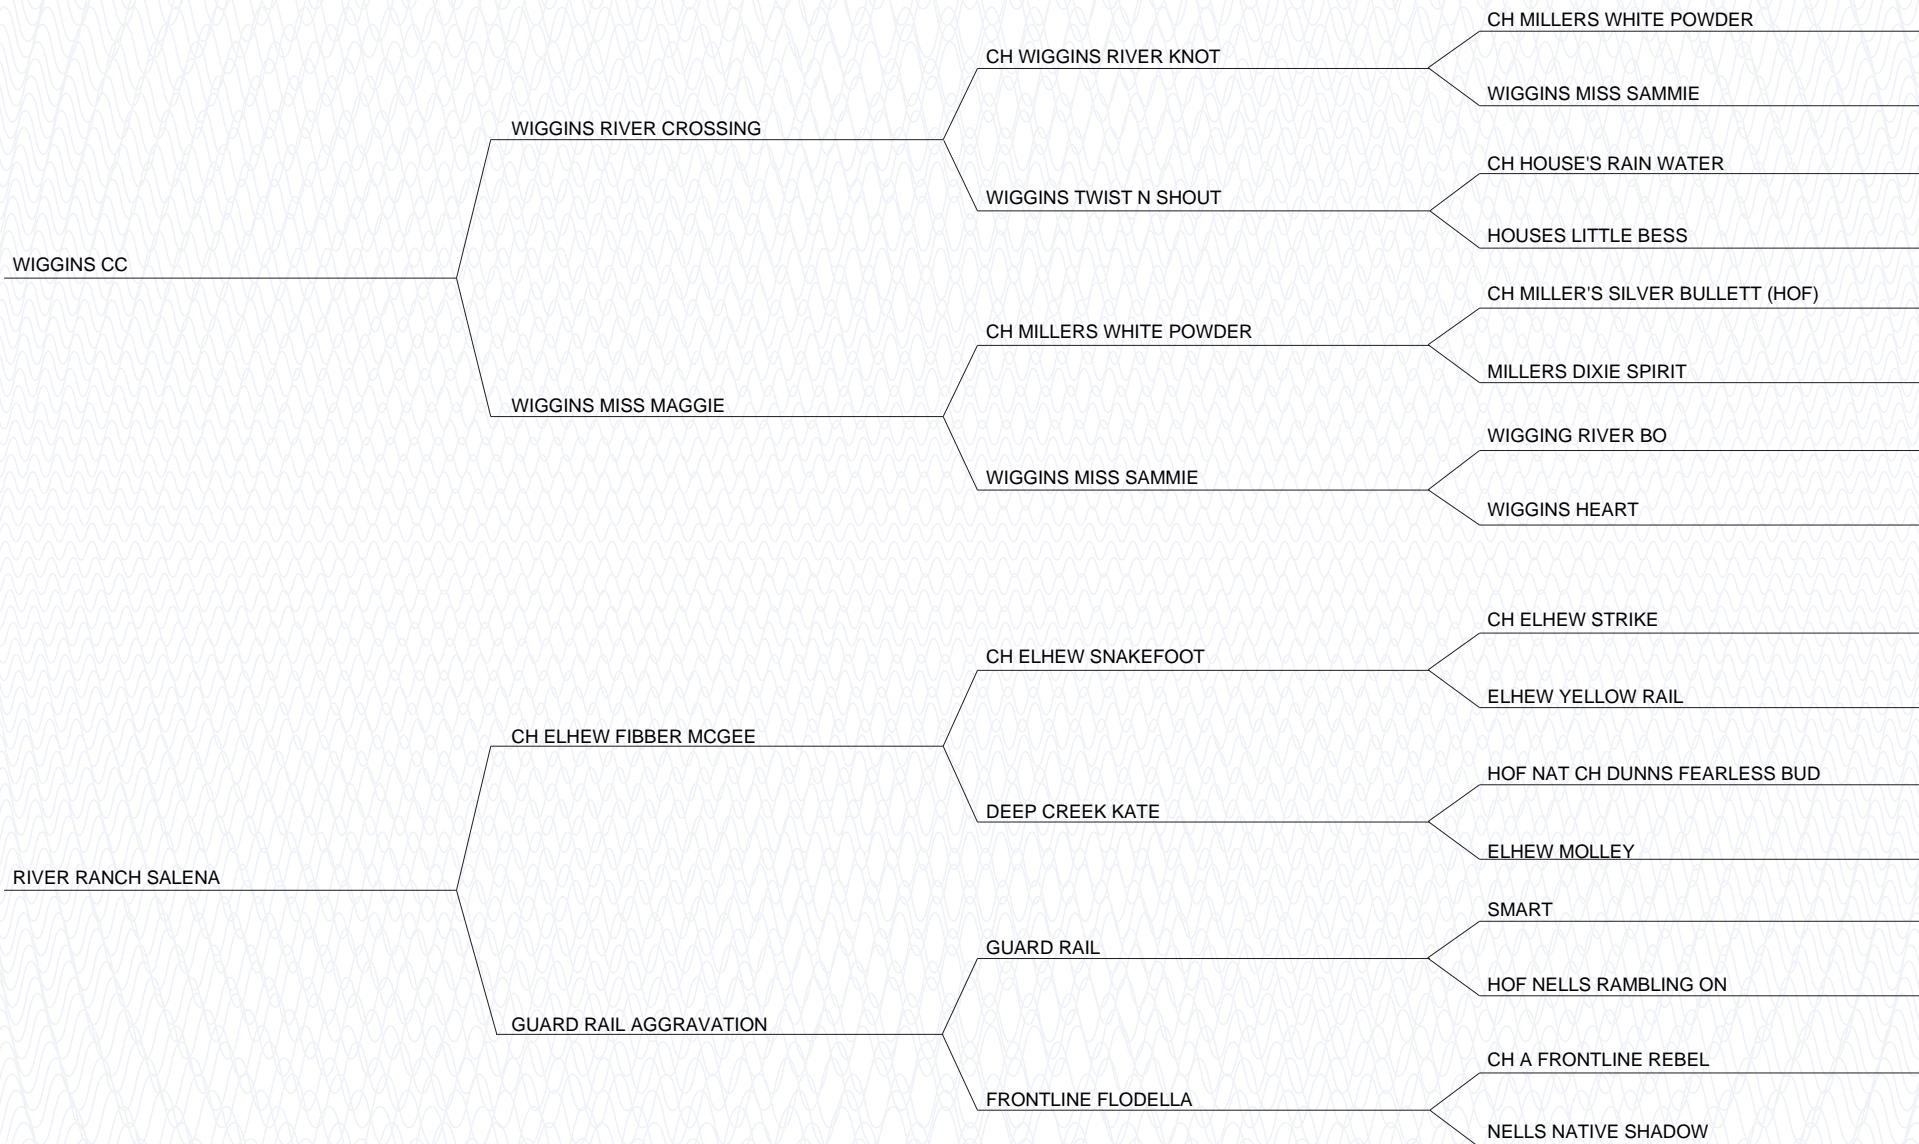 CH MILLERS WHITE POWDER
CH WIGGINS RIVER KNOT
WIGGINS MISS SAMMIE
WIGGINS RIVER CROSSING
CH HOUSE'S RAIN WATER
WIGGINS TWIST N SHOUT
HOUSES LITTLE BESS
WIGGINS CC
CH MILLER'S SILVER BULLETT (HOF)
CH MILLERS WHITE POWDER
MILLERS DIXIE SPIRIT
WIGGINS MISS MAGGIE
WIGGING RIVER BO
WIGGINS MISS SAMMIE
WIGGINS HEART
CH ELHEW STRIKE
CH ELHEW SNAKEFOOT
ELHEW YELLOW RAIL
CH ELHEW FIBBER MCGEE
HOF NAT CH DUNNS FEARLESS BUD
DEEP CREEK KATE
ELHEW MOLLEY
RIVER RANCH SALENA
SMART
GUARD RAIL
HOF NELLS RAMBLING ON
GUARD RAIL AGGRAVATION
CH A FRONTLINE REBEL
FRONTLINE FLODELLA
NELLS NATIVE SHADOW